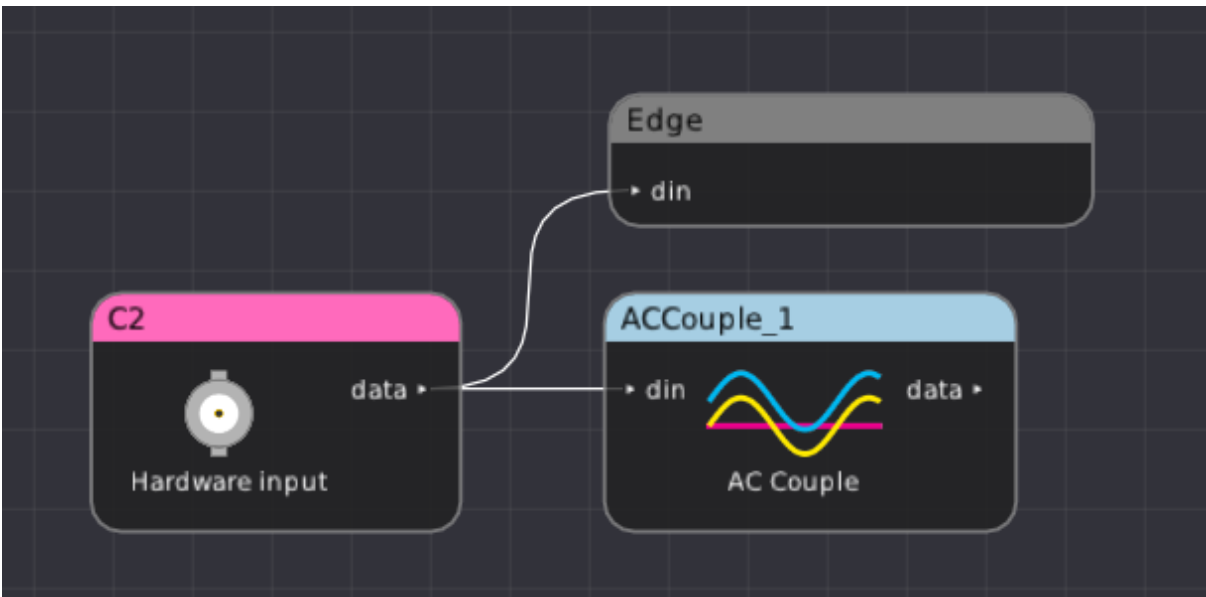 Edge
din
C2
data
Hardware input
ACCouple_1
din
data
AC Couple